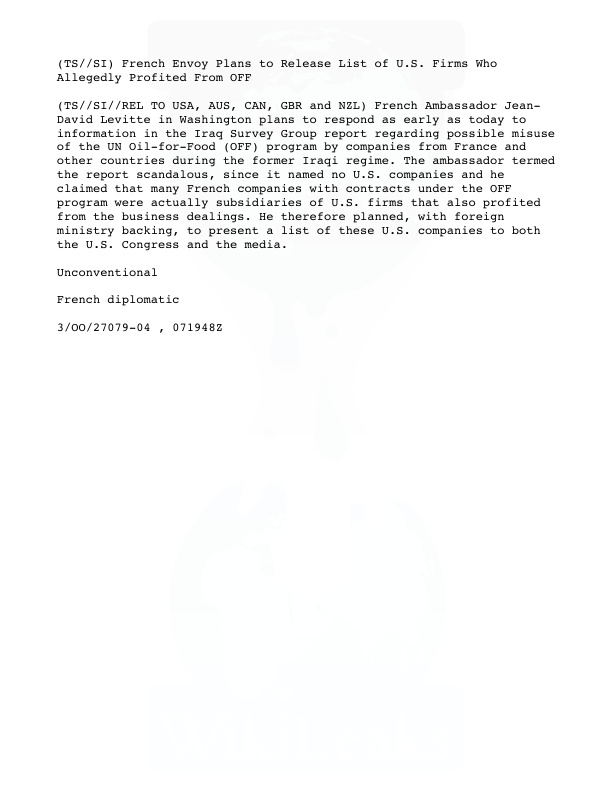 (TS//SI) French Envoy Plans to Release List of U.S. Firms Who
Allegedly Profited From OFF
(TS//SI//REL TO USA, AUS, CAN, GBR and NZL) French Ambassador Jean-
David Levitte in Washington plans to respond as early as today to
information in the Iraq Survey Group report regarding possible misuse
of the UN Oil-for-Food (OFF) program by companies from France and
other countries during the former Iraqi regime. The ambassador termed
the report scandalous, since it named no U.S. companies and he
claimed that many French companies with contracts under the OFF
program were actually subsidiaries of U.S. firms that also profited
from the business dealings. He therefore planned, with foreign
ministry backing, to present a list of these U.S. companies to both
the U.S. Congress and the media.
Unconventional
French diplomatic
3/OO/27079-04 , 071948Z